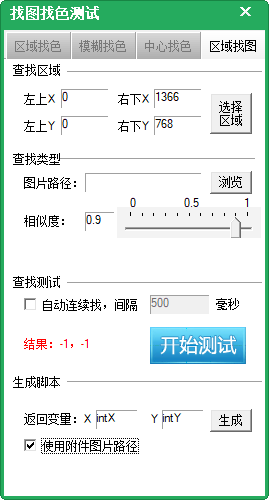 找图找色测试
区域找色 模糊找色 中心找色 区域找图
查找区域
左上X 0 右下X 1366
左上Y 0 右下Y 768
选择
区域
查找类型
图片路径： 浏览
0 0.5 1
相似度： 0.9
查找测试
自动连续找，间隔 500 毫秒
结果：-1，-1 开始测试
生成脚本
返回变量：X intX Y intY 生成
使用附件图片路径